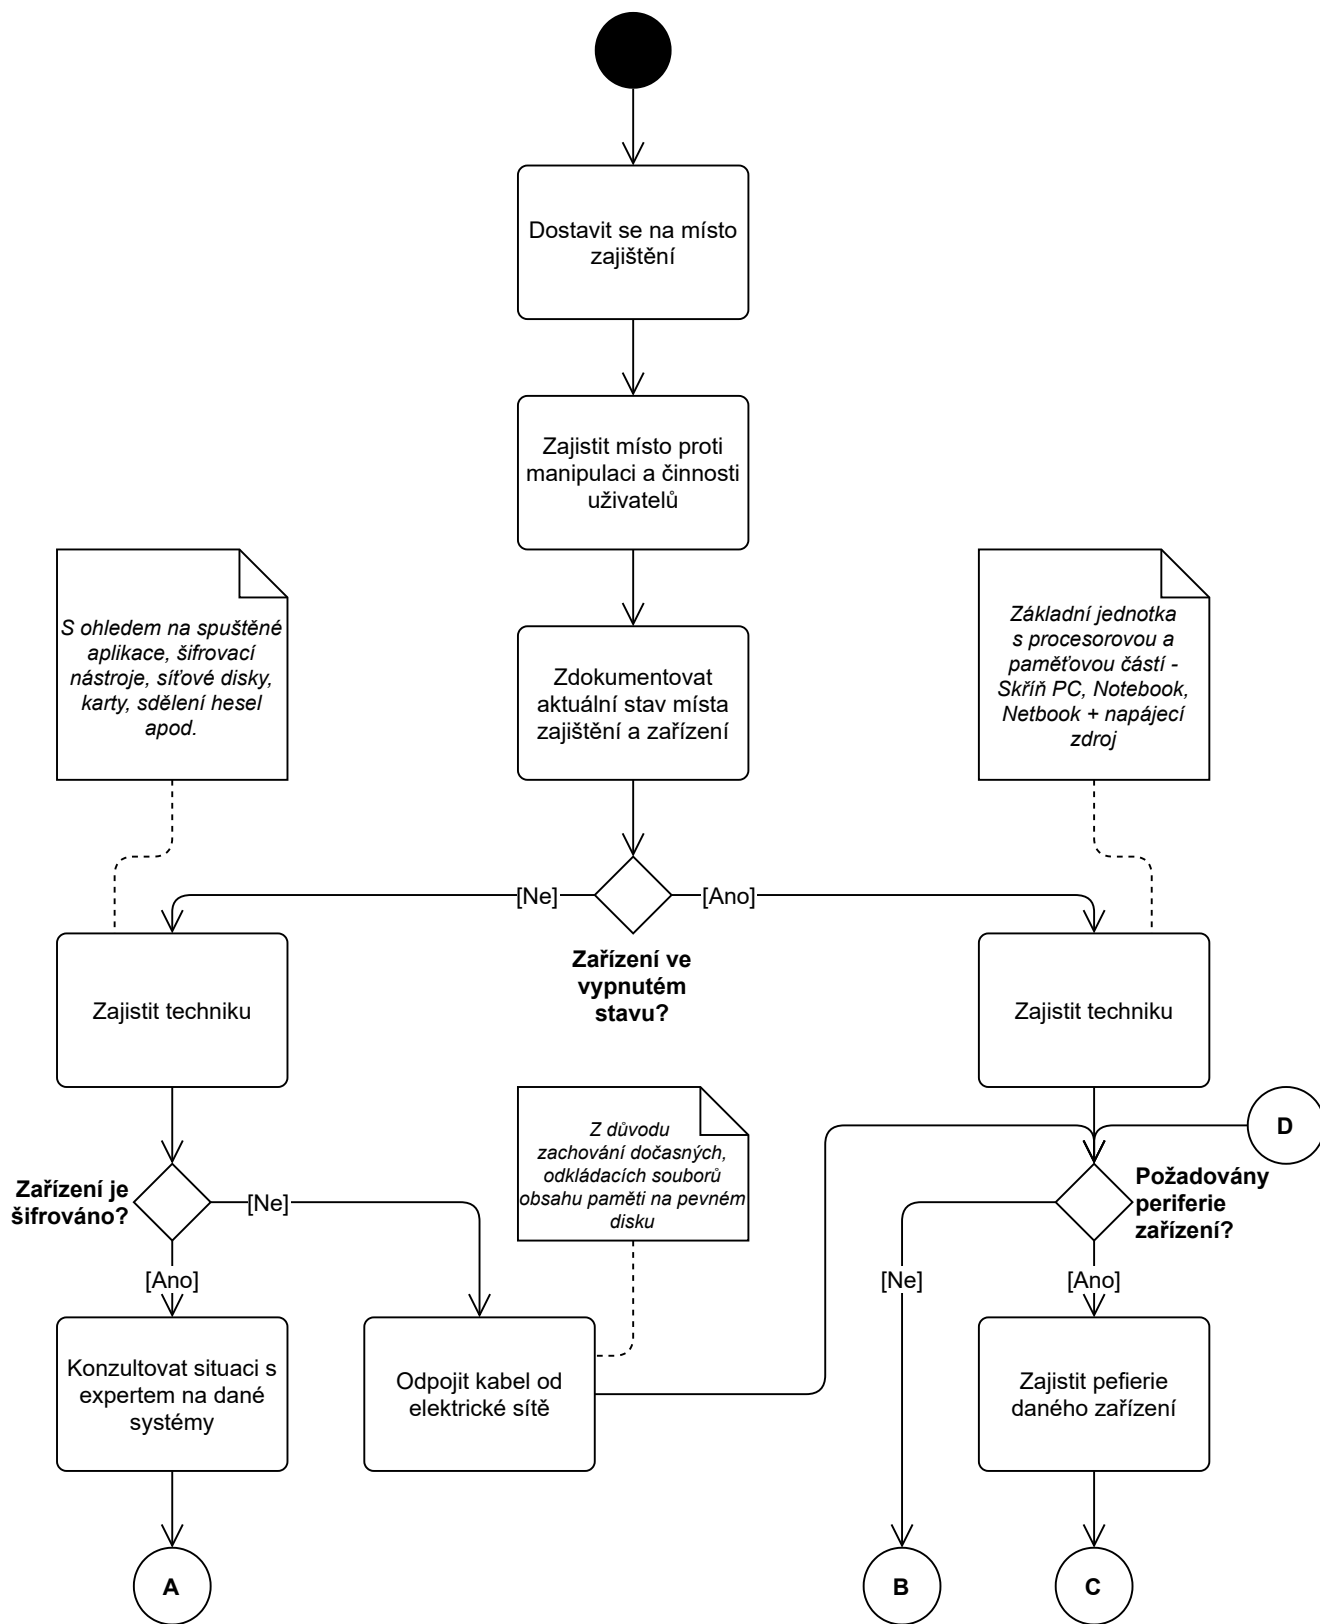 Dostavit se na místo
zajištění
Zajistit místo proti
manipulaci a činnosti
uživatelů
S ohledem na spuštěné
aplikace, šifrovací
nástroje, síťové disky,
karty, sdělení hesel
apod.
Zdokumentovat
aktuální stav místa
zajištění a zařízení
Základní jednotka
s procesorovou a
paměťovou částí -
Skříň PC, Notebook,
Netbook + napájecí
zdroj
[Ne]
[Ano]
Zařízení ve
vypnutém
stavu?
Zajistit techniku
Zajistit techniku
Z důvodu
zachování dočasných,
odkládacích souborů
obsahu paměti na pevném
disku
D
Zařízení je
šifrováno?
[Ne]
Požadovány
periferie
zařízení?
[Ano]
[Ne]
[Ano]
Konzultovat situaci s
expertem na dané
systémy
Odpojit kabel od
elektrické sítě
Zajistit pefierie
daného zařízení
A
B
C